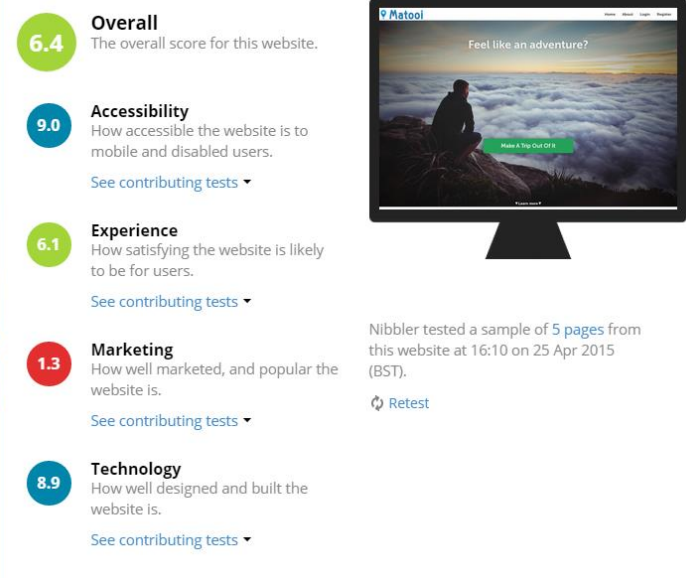 6.4
Overall
The overall score for this website.
9.0
Accessibility
How accessible the website is to
mobile and disabled users.
See contributing tests
6.1
Experience
How satisfying the website is likely
to be for users.
See contributing tests
1.3
Marketing
How well marketed, and popular the
website is.
See contributing tests
8.9
Technology
How well designed and built the
website is.
See contributing tests
Matooi
Home About Login Register
Feel like an adventure?
Make A Trip Out Of It
Learn more
Nibbler tested a sample of 5 pages from
this website at 16:10 on 25 Apr 2015
(BST).
Retest